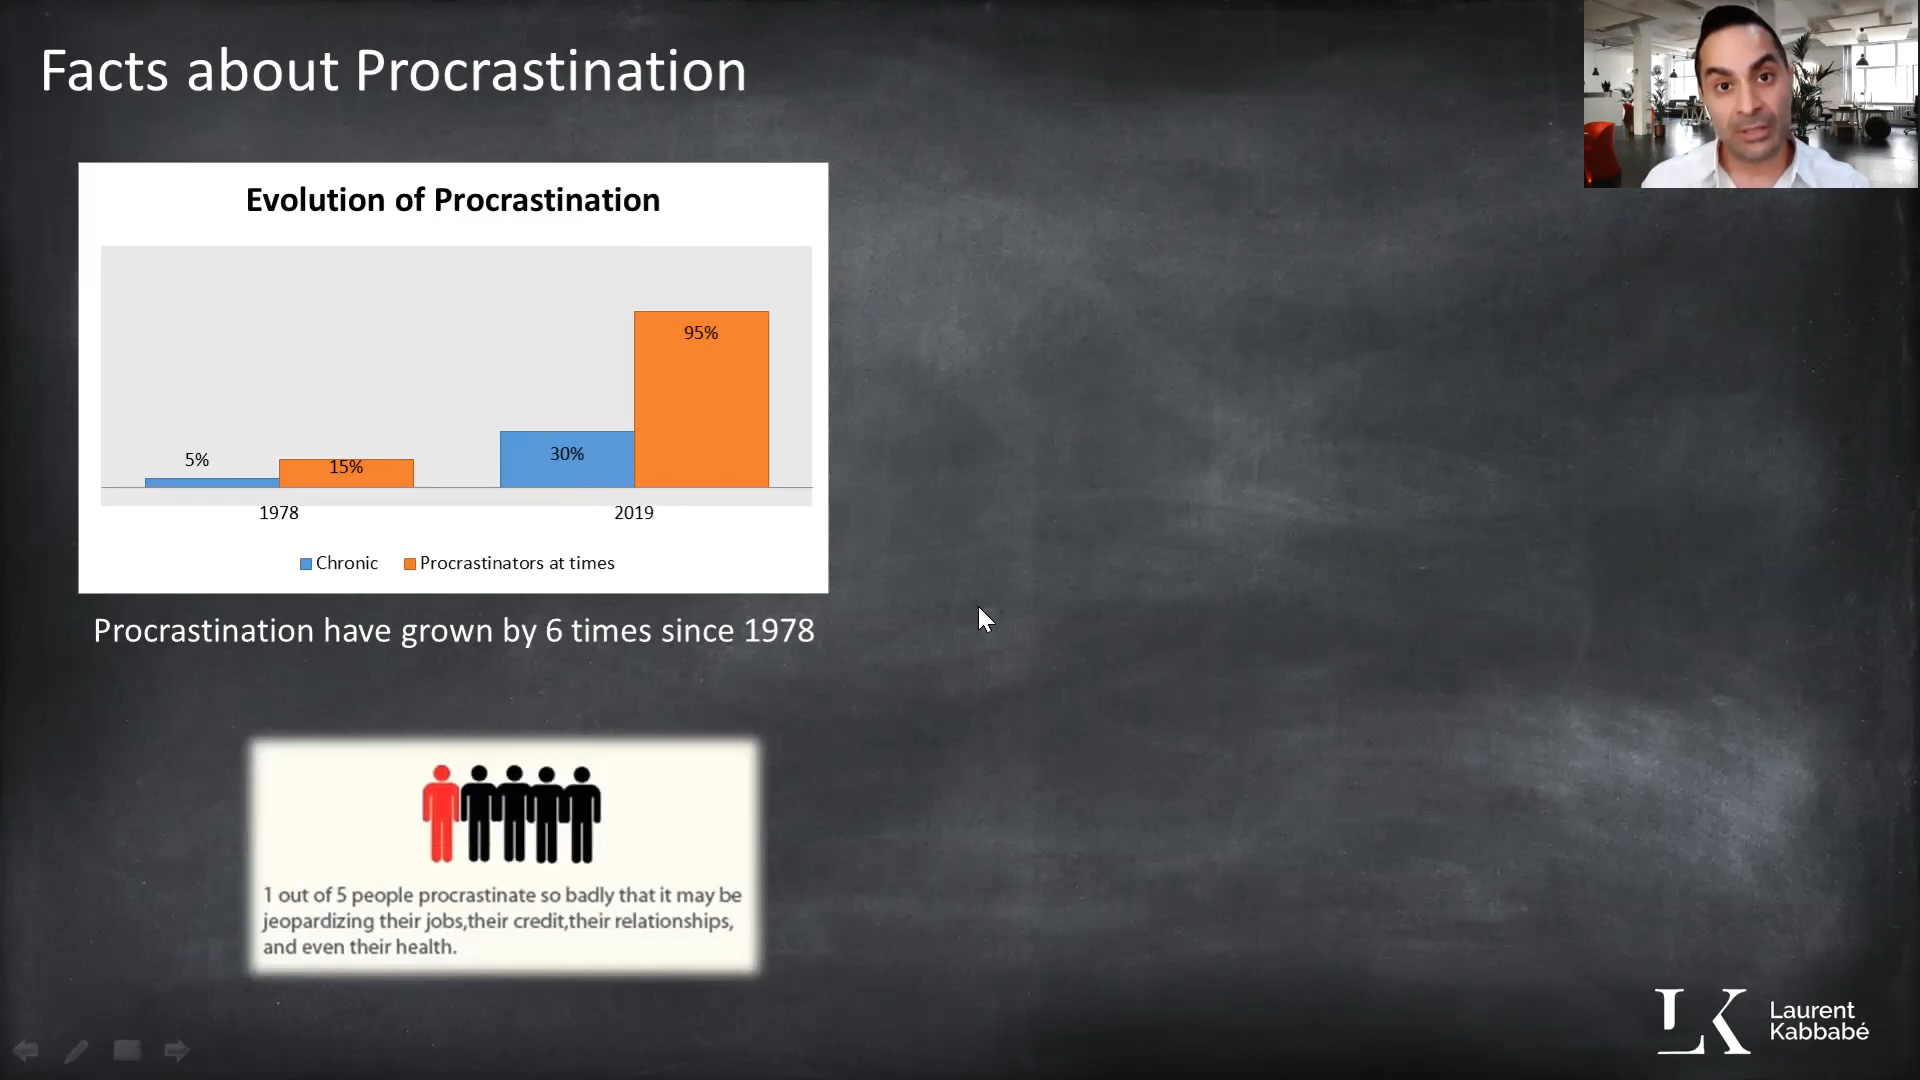 Facts about Procrastination
Evolution of Procrastination
95%
30%
5%
15%
1978
2019
Chronic
Procrastinators at times
Procrastination have grown by 6 times since 1978
1 out of 5 people procrastinate so badly that it may be
jeopardizing their jobs,their credit,their relationships,
and even their health.
LK
Laurent
Kabbabé